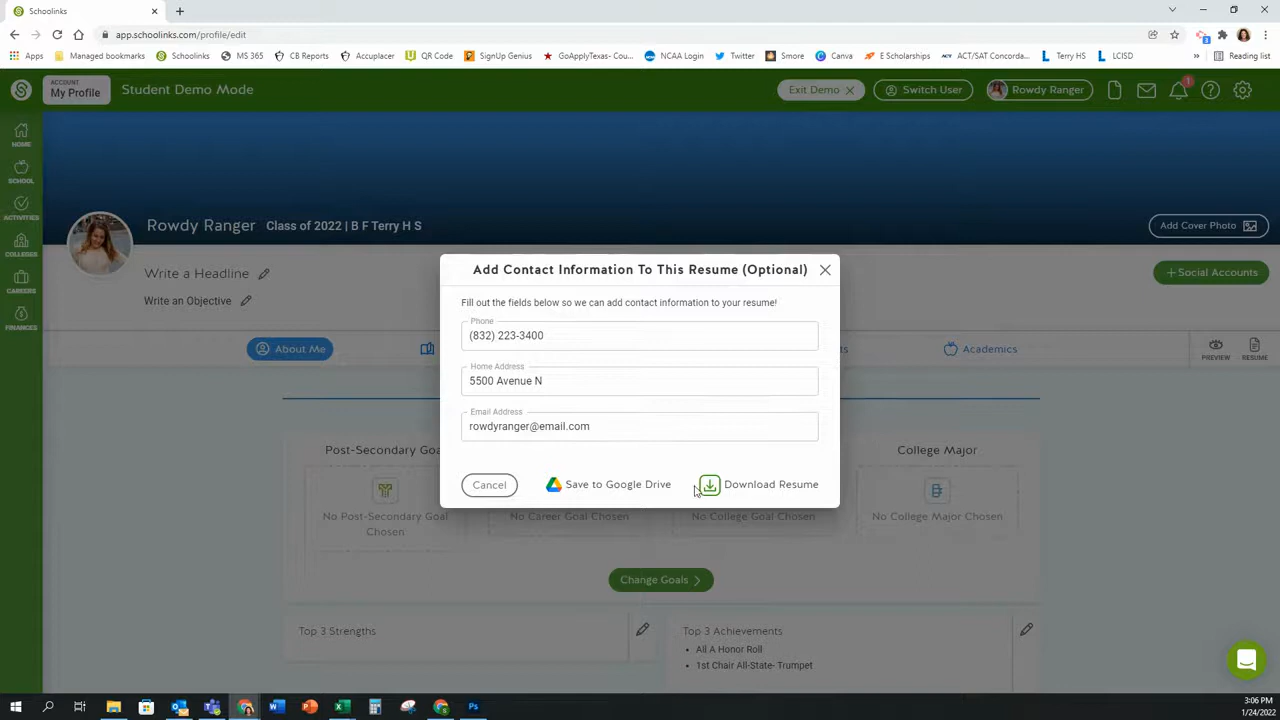 Schoolinks
app.schoolinks.com/profile/edit
Apps
Managed bookmarks
Schoolinks
MS 365
CB Reports
Accuplacer
QR Code
SignUp Genius
GoApplyTexas- Cou...
NCAA Login
Twitter
Smore
Canva
E Scholarships
ACT/SAT Concorda...
Terry HS
LCISD
»
Reading list
ACCOUNT
My Profile
Student Demo Mode
Exit Demo
Switch User
Rowdy Ranger
1
HOME
SCHOOL
ACTIVITIES
COLLEGES
CAREERS
FINANCES
Rowdy Ranger
Class of 2022 | B F Terry H S
Add Cover Photo
Write a Headline
+ Social Accounts
Write an Objective
About Me
Academics
PREVIEW
RESUME
Add Contact Information To This Resume (Optional)
Fill out the fields below so we can add contact information to your resume!
Phone
(832) 223-3400
Home Address
5500 Avenue N
Email Address
rowdyranger@email.com
Cancel
Save to Google Drive
Download Resume
Post-Secondary Goa
College Major
No Post-Secondary Goal
Chosen
No Career Goal Chosen
No College Goal Chosen
No College Major Chosen
Change Goals
Top 3 Strengths
Top 3 Achievements
All A Honor Roll
1st Chair All-State- Trumpet
3:06 PM
1/24/2022